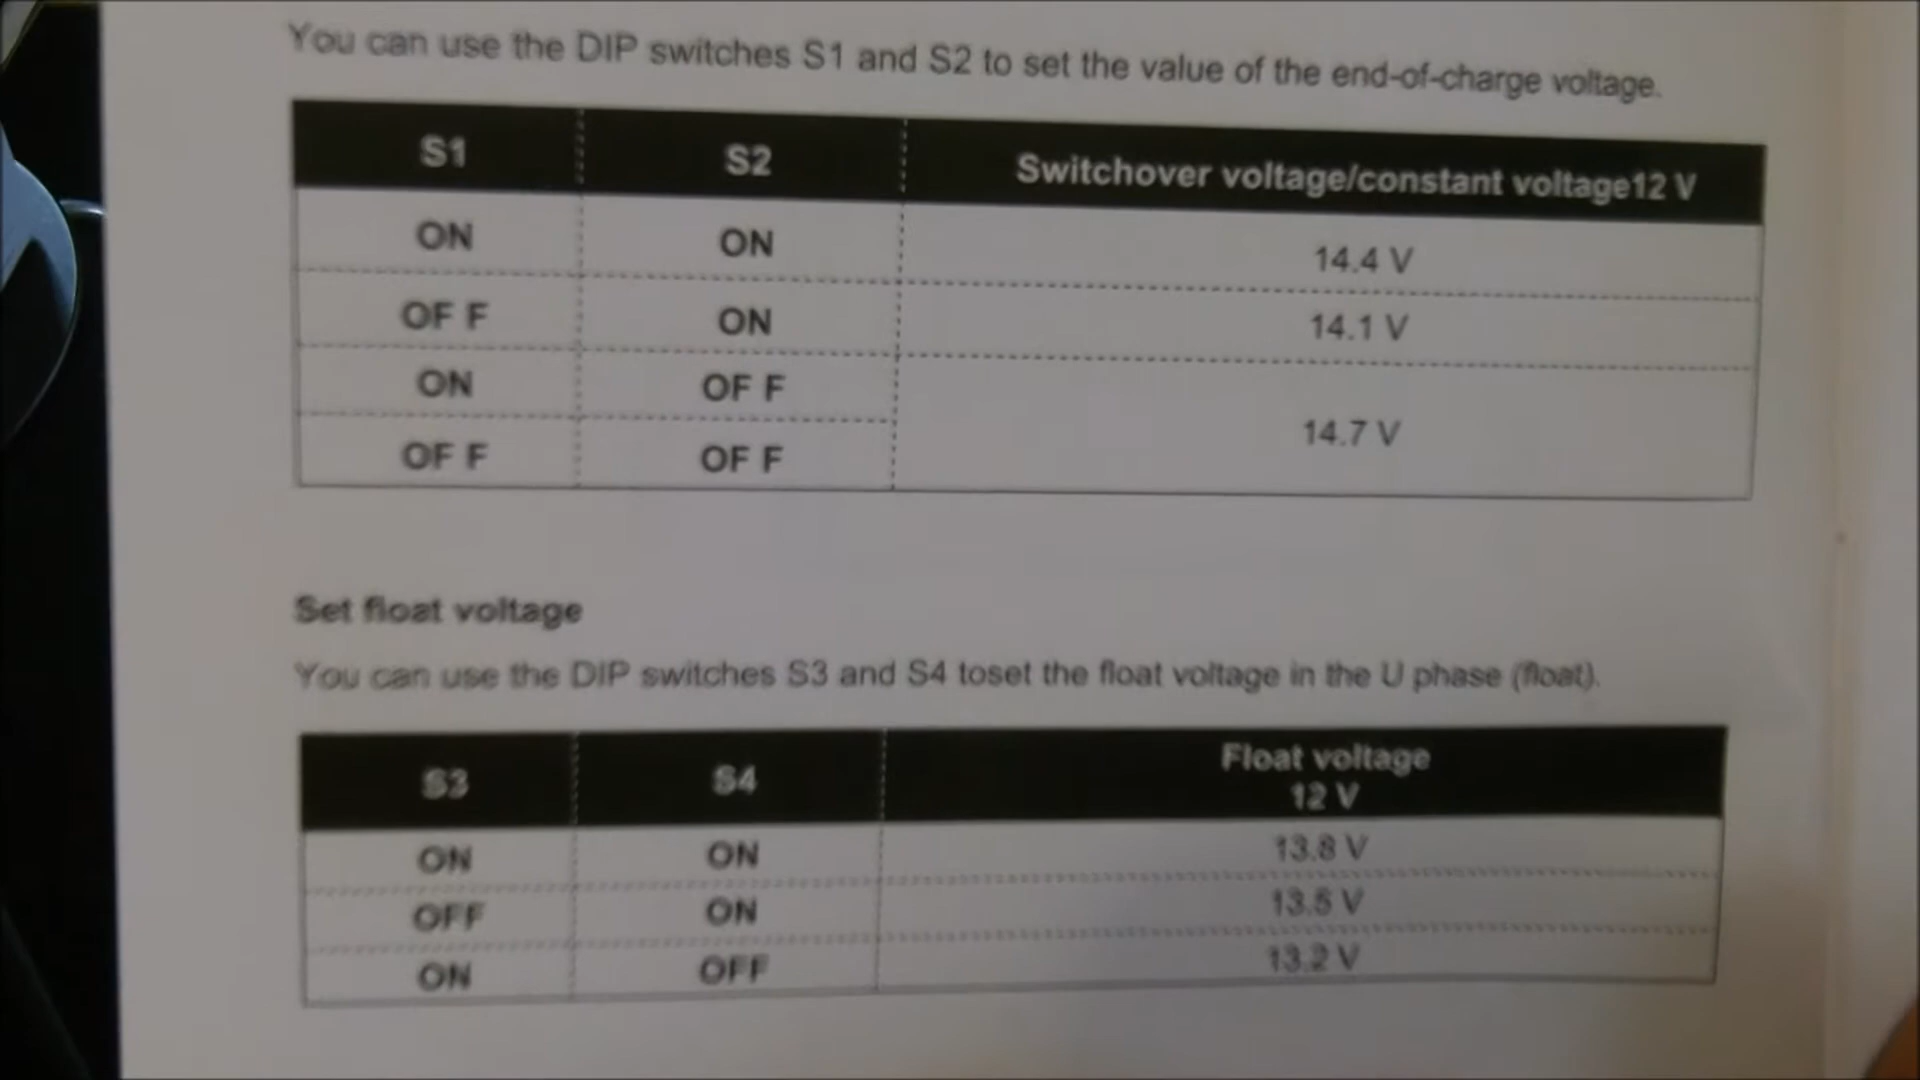 You can use the DIP switches S1 and S2 to set the value of the end-of-charge voltage.
S1 S2 Switchover voltage/constant voltage12 V
ON ON 14.4 V
OF F ON 14.1 V
ON OF F
14.7 V
OF F OF F
Set float voltage
You can use the DIP switches S3 and S4 toset the float voltage in the U phase (float).
S3 S4 Float voltage
12 V
ON ON 13.8 V
OFF ON 13.5 V
ON OFF 13.2 V